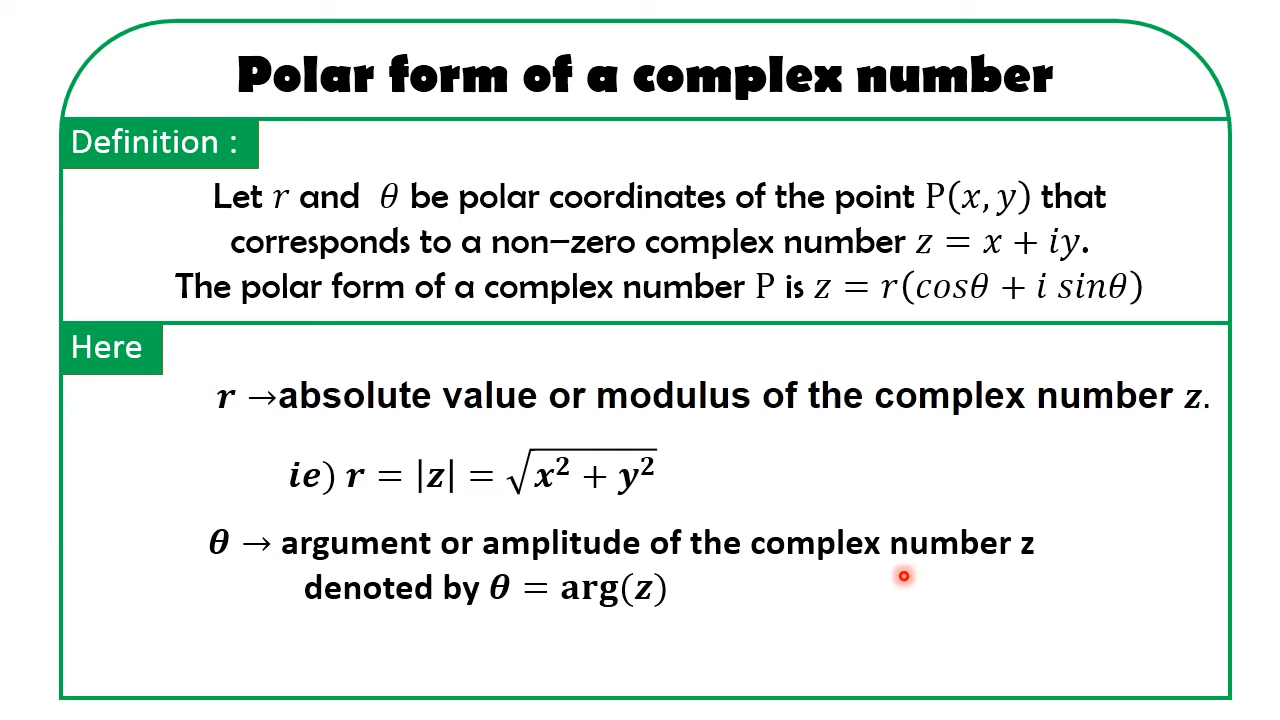 Polar form of a complex number
Definition :
Let 𝑟 and 𝜃 be polar coordinates of the point P(𝑥, 𝑦) that
corresponds to a non–zero complex number 𝑧 = 𝑥 + 𝑖𝑦.
The polar form of a complex number P is 𝑧 = 𝑟(𝑐𝑜𝑠𝜃 + 𝑖 𝑠𝑖𝑛𝜃)
Here
𝒓 →absolute value or modulus of the complex number 𝒛.
𝒊𝒆) 𝒓 = |𝒛| = √(𝒙² + 𝒚²)
𝜽 → argument or amplitude of the complex number z
denoted by 𝜽 = arg(𝒛)